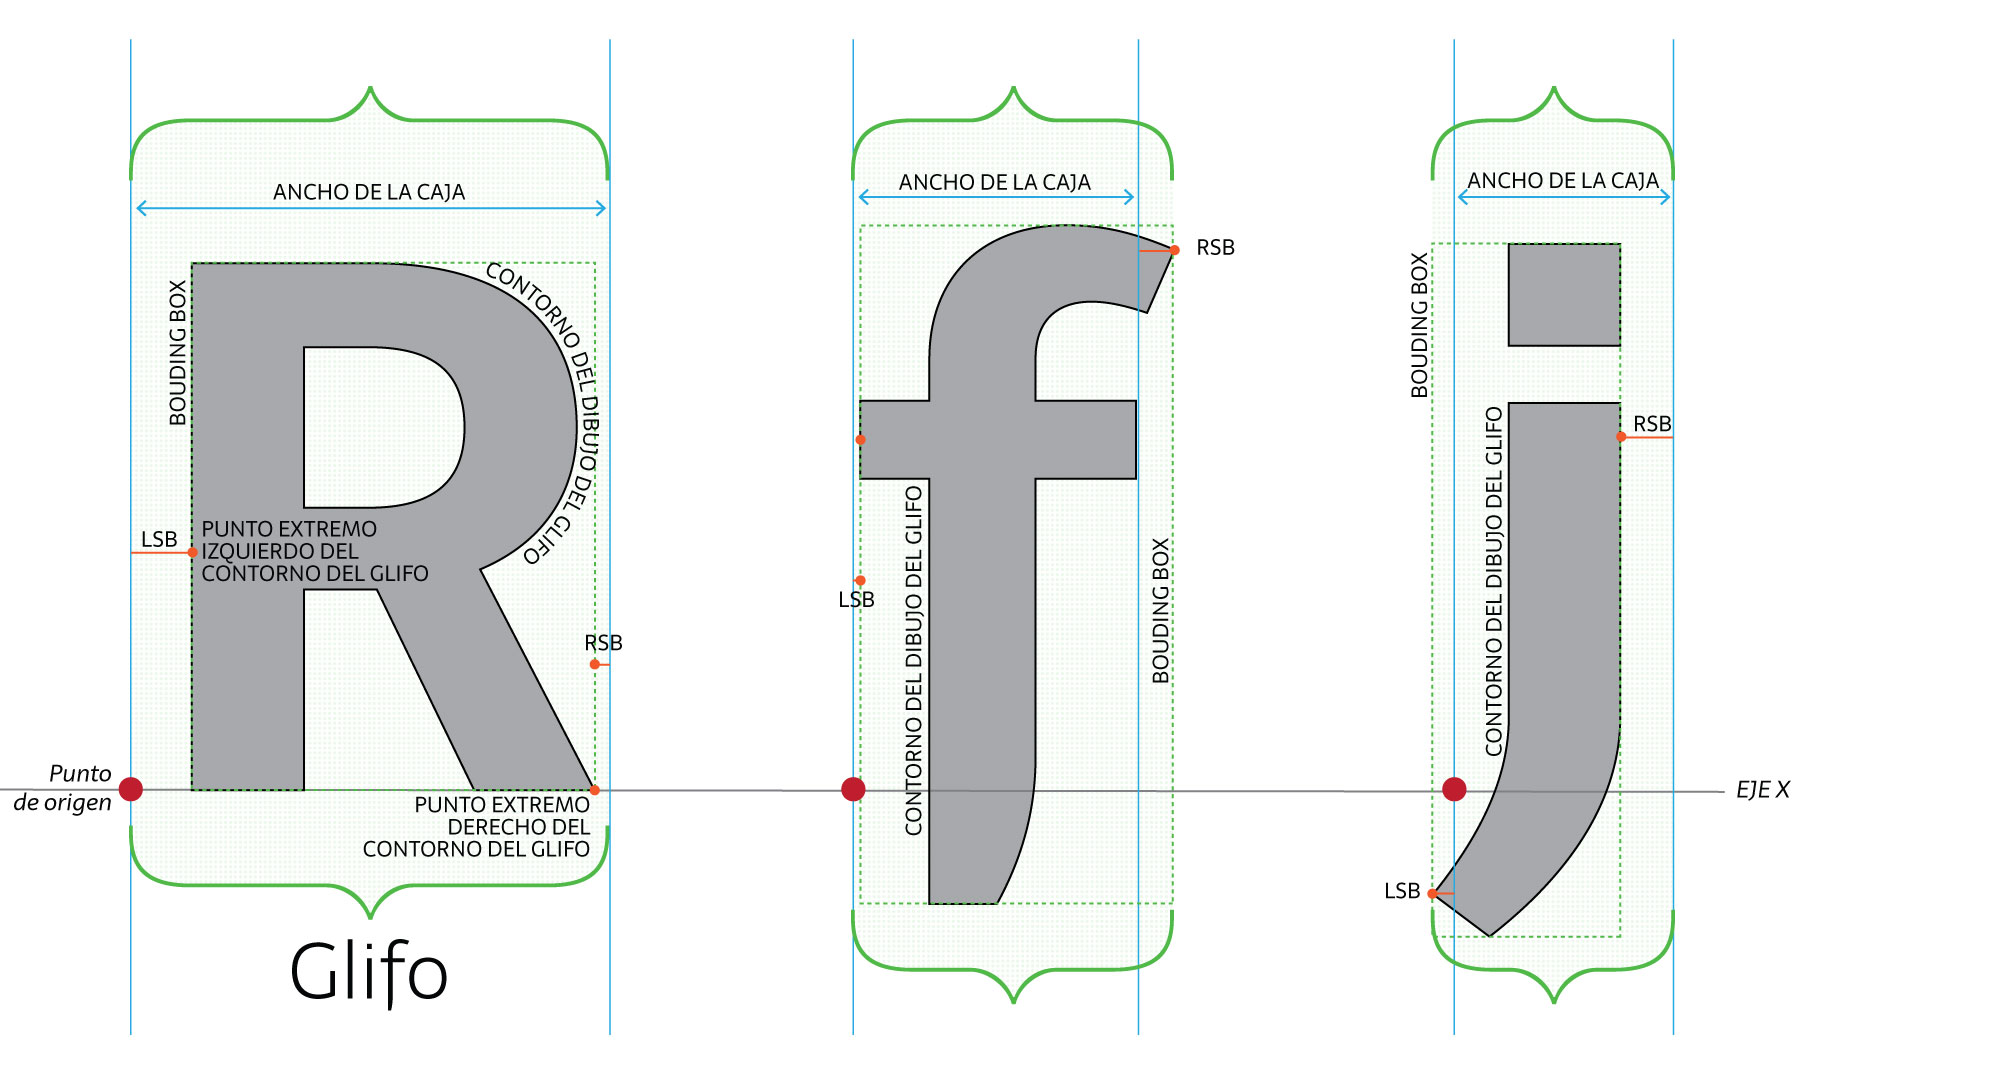 ANCHO DE LA CAJA
BOUDING BOX
CONTORNO DEL DIBUJO DEL GLIFO
LSB
PUNTO EXTREMO
IZQUIERDO DEL
CONTORNO DEL GLIFO
RSB
Punto
de origen
PUNTO EXTREMO
DERECHO DEL
CONTORNO DEL GLIFO
Glifo
R
ANCHO DE LA CAJA
RSB
f
LSB
CONTORNO DEL DIBUJO DEL GLIFO
BOUDING BOX
ANCHO DE LA CAJA
BOUDING BOX
CONTORNO DEL DIBUJO DEL GLIFO
j
RSB
LSB
EJE X